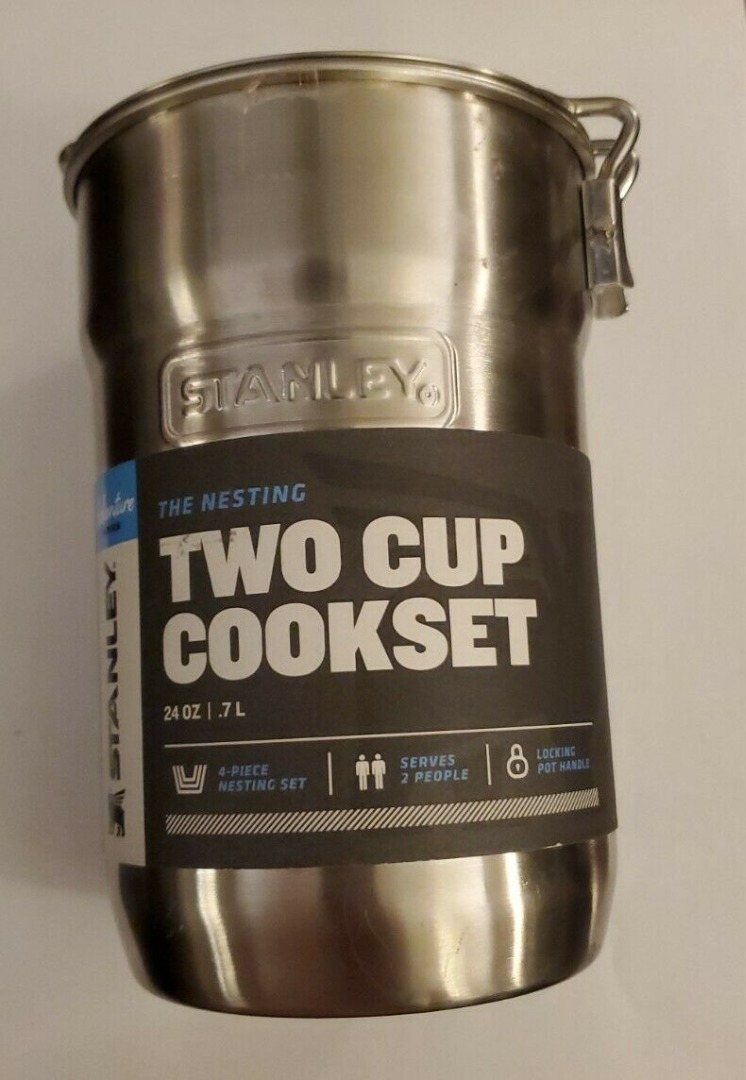 STANLEY
THE NESTING
TWO CUP
COOKSET
24 OZ | .7 L
4-PIECE
NESTING SET
SERVES
2 PEOPLE
LOCKING
POT HANDLE
STANLEY